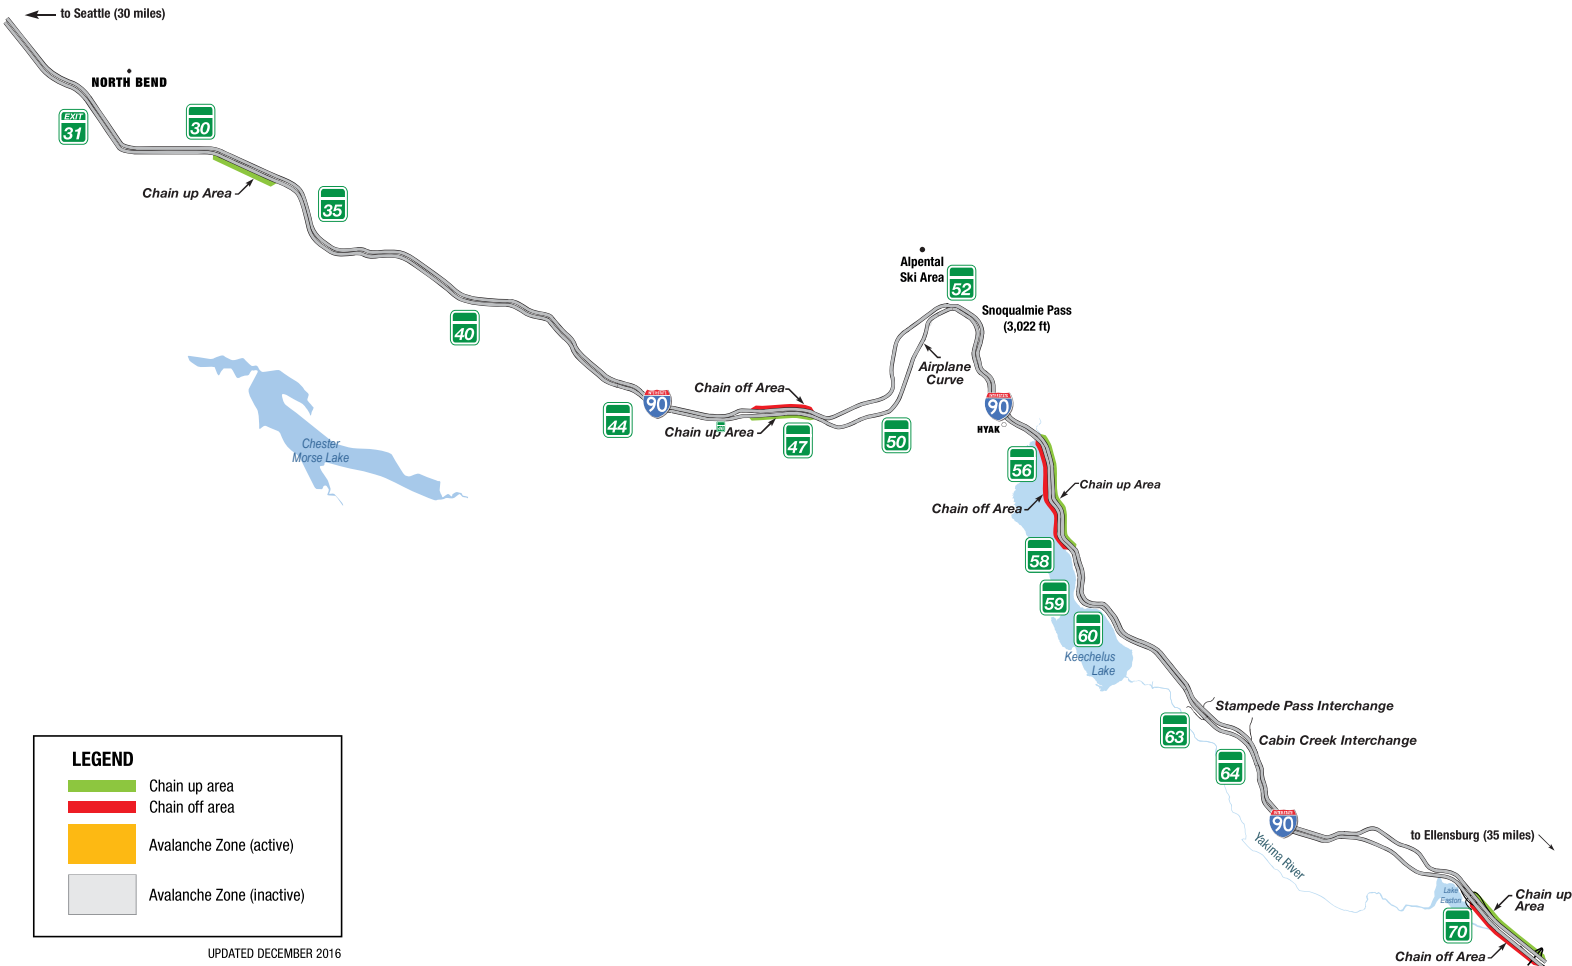 to Seattle (30 miles)
NORTH BEND
EXIT
31
30
Chain up Area
35
40
44
90
Chain off Area
Chain up Area
47
50
Alpental
Ski Area
52
Snoqualmie Pass
(3,022 ft)
Airplane
Curve
90
HYAK
56
Chain up Area
Chain off Area
58
59
60
Keechelus
Lake
Chester
Morse Lake
Stampede Pass Interchange
63
Cabin Creek Interchange
64
90
to Ellensburg (35 miles)
Yakima River
Lake
Easton
Chain up
Area
70
Chain off Area
LEGEND
Chain up area
Chain off area
Avalanche Zone (active)
Avalanche Zone (inactive)
UPDATED DECEMBER 2016